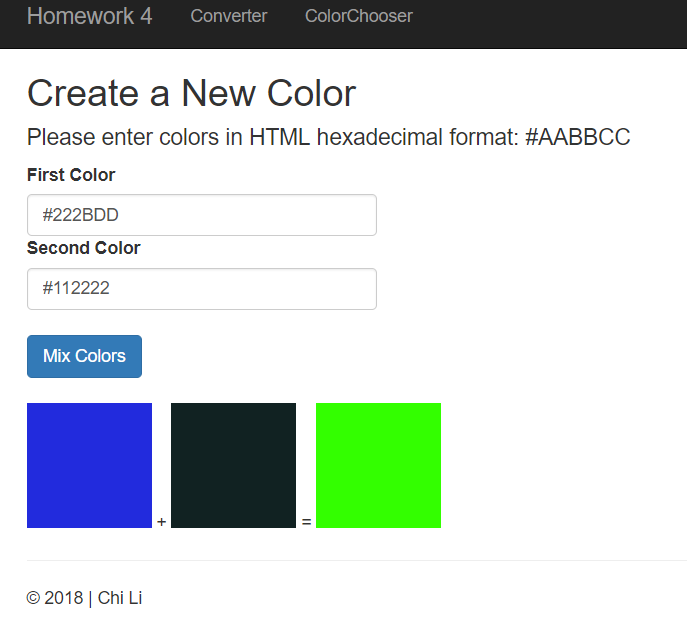 Homework 4 Converter ColorChooser
Create a New Color
Please enter colors in HTML hexadecimal format: #AABBCC
First Color
#222BDD
Second Color
#112222
Mix Colors
+ =
© 2018 | Chi Li